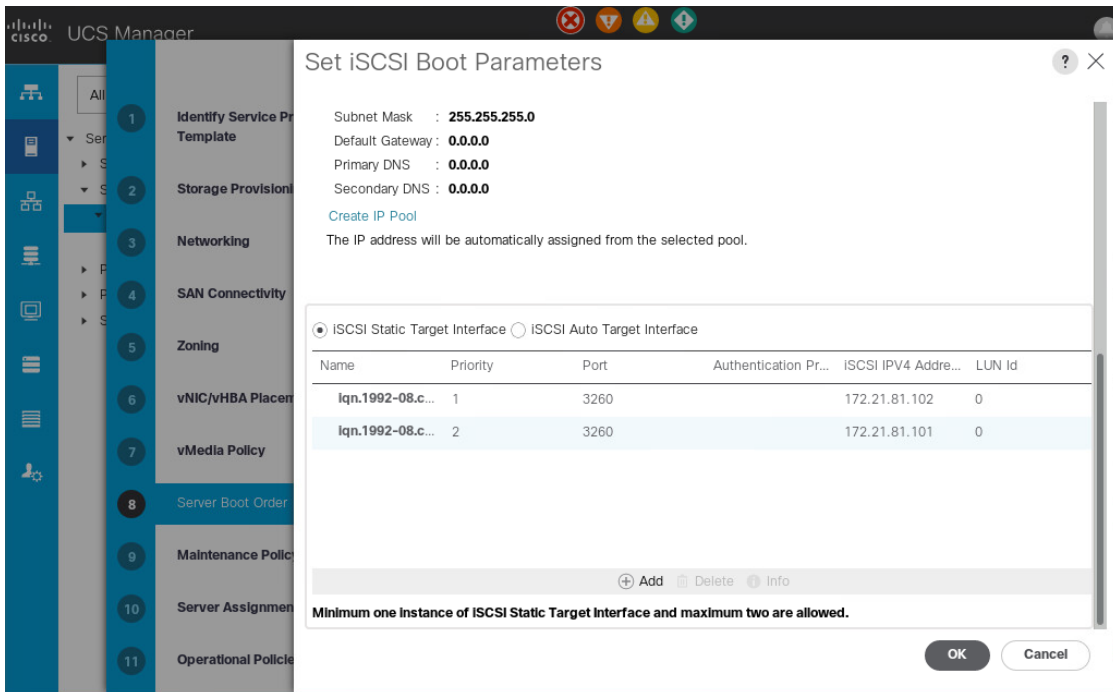 cisco UCS Manager
Set iSCSI Boot Parameters
?
All
Ser
S
S
P
P
S
1 Identify Service Pr
Template
2 Storage Provisioni
3 Networking
4 SAN Connectivity
5 Zoning
6 vNIC/vHBA Placem
7 vMedia Policy
8 Server Boot Order
9 Maintenance Policy
10 Server Assignmen
11 Operational Policie
Subnet Mask : 255.255.255.0
Default Gateway : 0.0.0.0
Primary DNS : 0.0.0.0
Secondary DNS : 0.0.0.0
Create IP Pool
The IP address will be automatically assigned from the selected pool.
iSCSI Static Target Interface iSCSI Auto Target Interface
Name Priority Port Authentication Pr... iSCSI IPV4 Addre... LUN Id
iqn.1992-08.c... 1 3260 172.21.81.102 0
iqn.1992-08.c... 2 3260 172.21.81.101 0
Add Delete Info
Minimum one instance of iSCSI Static Target Interface and maximum two are allowed.
OK Cancel